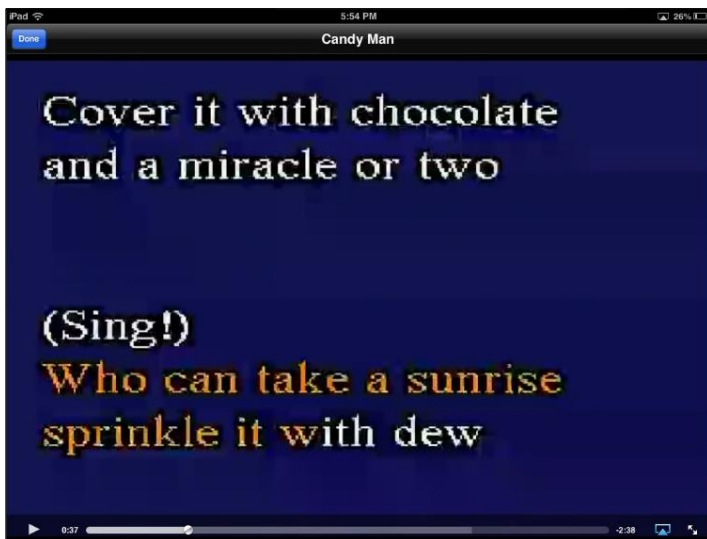 iPad 5:54 PM 26%
Done Candy Man
Cover it with chocolate
and a miracle or two
(Sing!)
Who can take a sunrise
sprinkle it with dew
0:37 -2:38